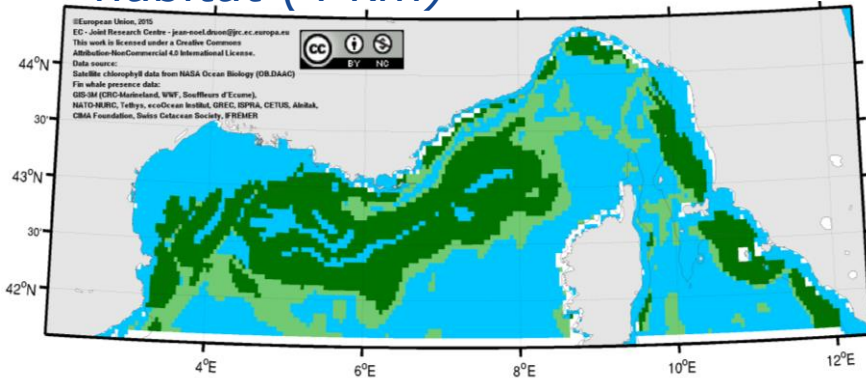 habitat (4 km)
©European Union, 2015
EC - Joint Research Centre - jean-noel.druon@jrc.ec.europa.eu
This work is licensed under a Creative Commons
Attribution-NonCommercial 4.0 International License.
Data source:
Satellite chlorophyll data from NASA Ocean Biology (OB.DAAC)
Fin whale presence data:
GIS-3M (CRC-Marineland, WWF, Souffleurs d'Ecume),
NATO-NURC, Tethys, ecoOcean Institut, GREC, ISPRA, CETUS, Alnitak,
CIMA Foundation, Swiss Cetacean Society, IFREMER
cc
BY NC
44°N
30'
43°N
30'
42°N
4°E 6°E 8°E 10°E 12°E